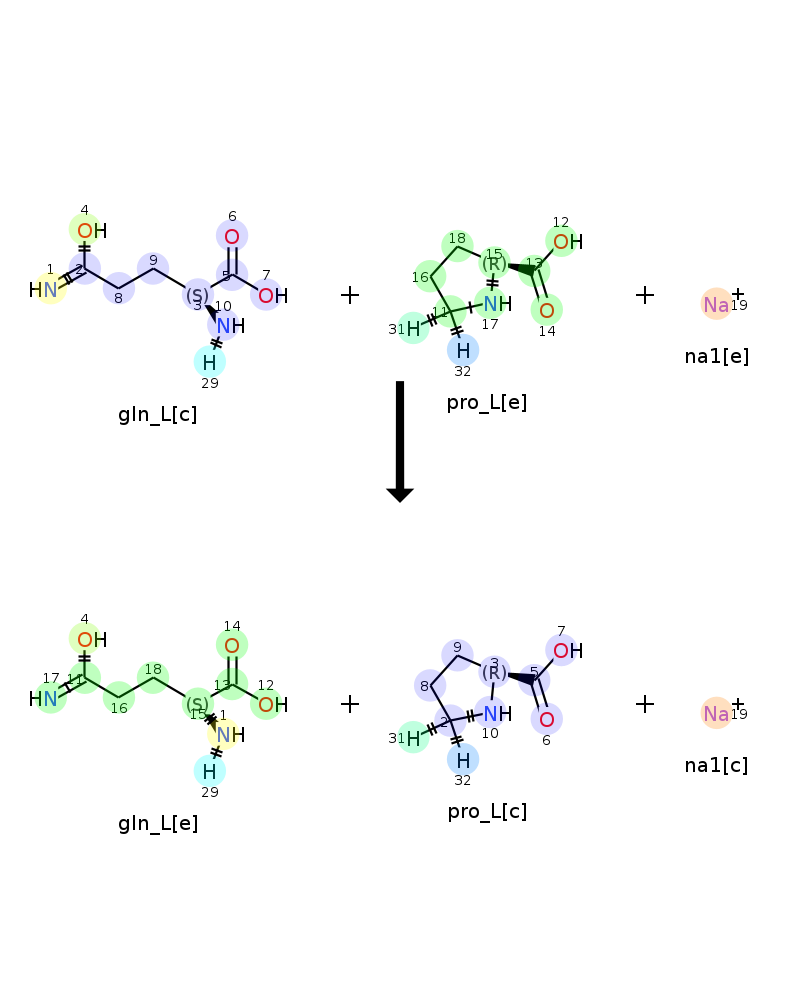 4 6 12
OH O 18 15 OH
1 2 9 5 7 (R) 13
HN 8 (S) OH 16 O
3 10 NH 11 NH 14 + + Na+ 19
H 31 H 17
29 H 32
na1[e]
gln_L[c] pro_L[e]
4 14 7
OH O 9 3 OH
17 11 18 13 12 (R) 5
HN 16 (S) OH 8 O
15 1 NH 2 NH 6 + + Na+ 19
H 31 H 10
29 H 32
na1[c]
gln_L[e] pro_L[c]